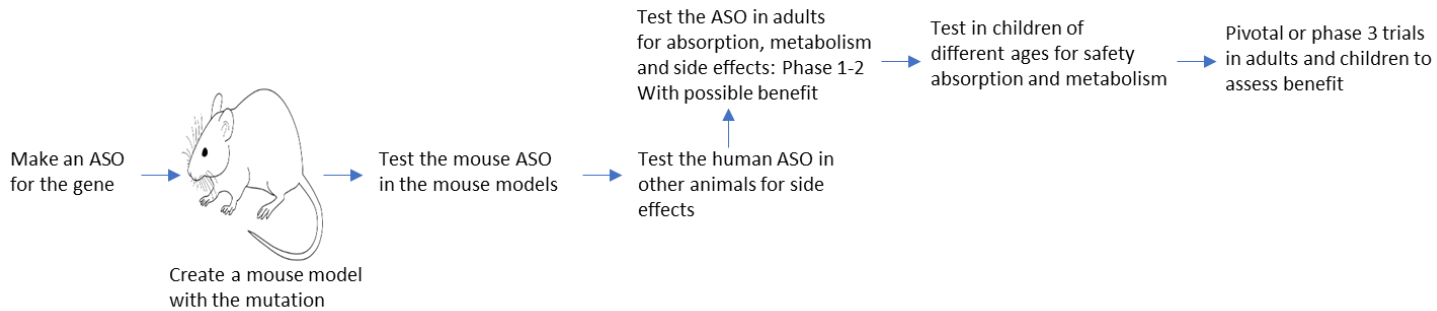 Make an ASO
for the gene
Create a mouse model
with the mutation
Test the mouse ASO
in the mouse models
Test the human ASO in
other animals for side
effects
Test the ASO in adults
for absorption, metabolism
and side effects: Phase 1-2
With possible benefit
Test in children of
different ages for safety
absorption and metabolism
Pivotal or phase 3 trials
in adults and children to
assess benefit